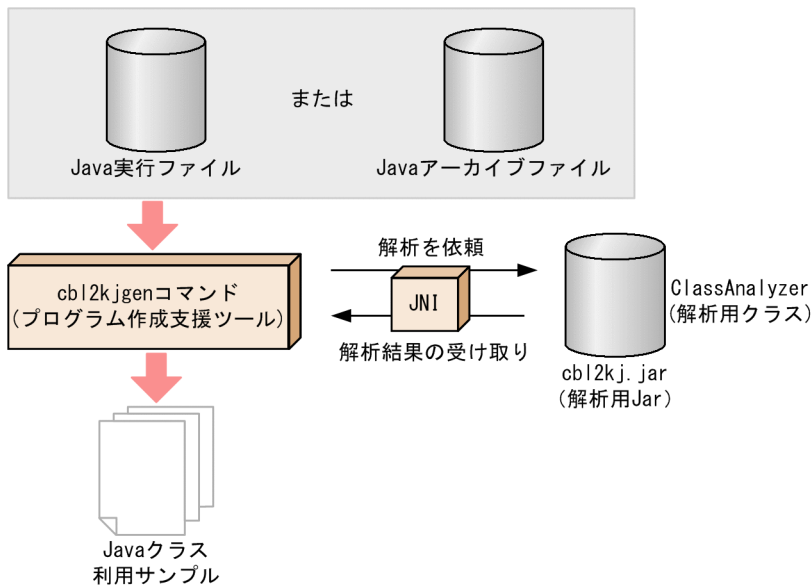 または
Java実行ファイル
Javaアーカイブファイル
解析を依頼
cbl2kjgenコマンド
(プログラム作成支援ツール)
JNI
ClassAnalyzer
(解析用クラス)
解析結果の受け取り
cbl2kj.jar
(解析用Jar)
Javaクラス
利用サンプル